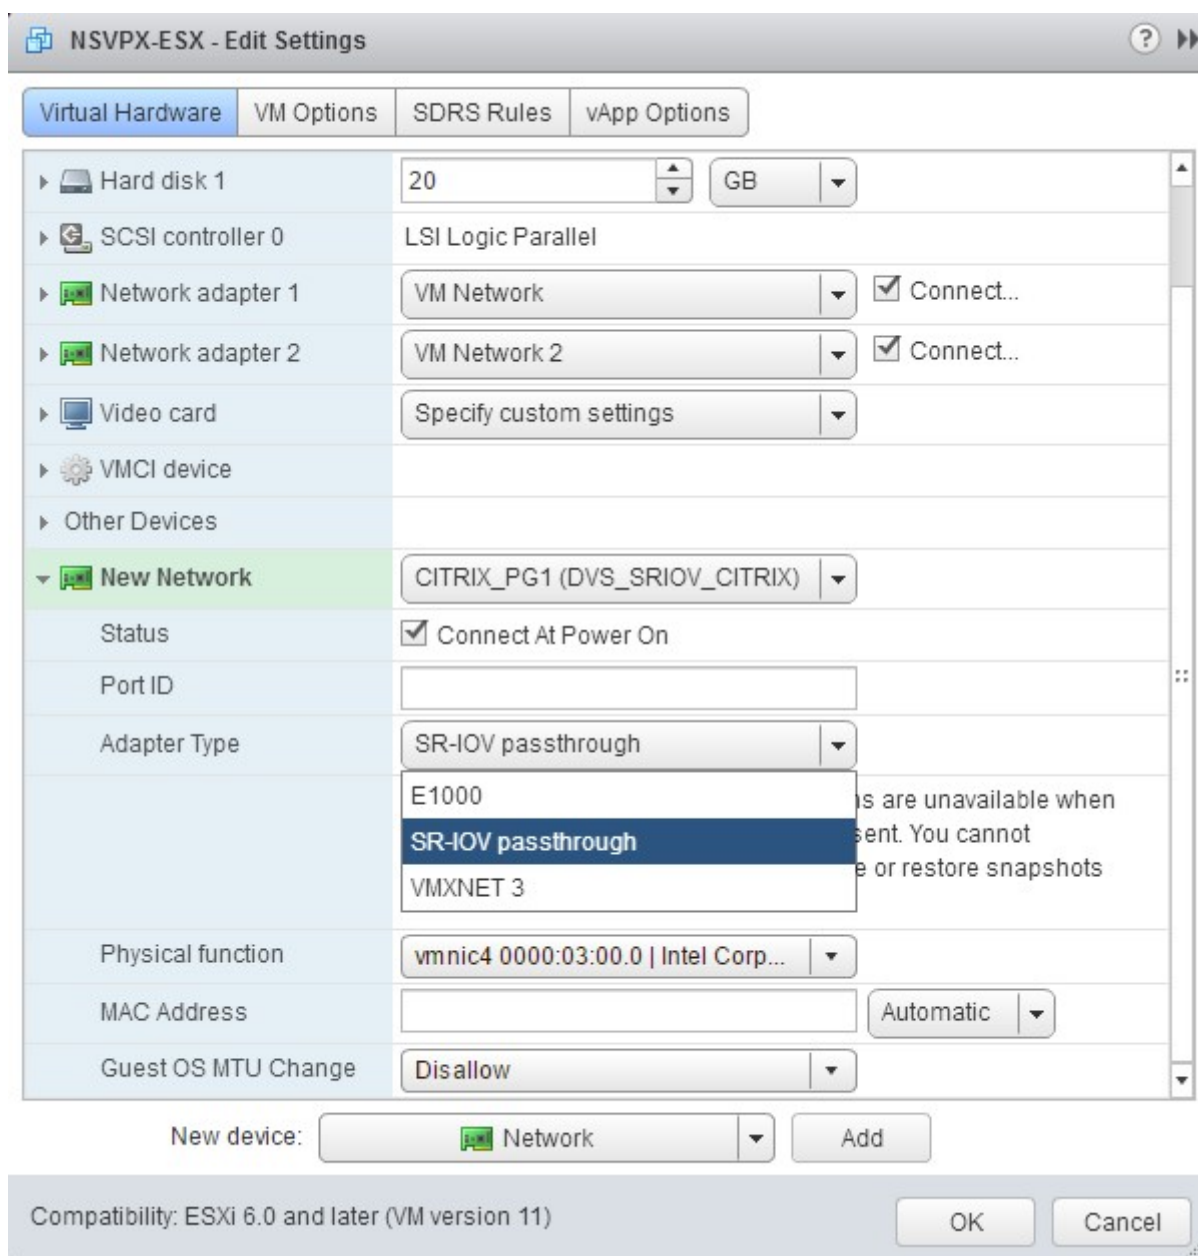 NSVPX-ESX - Edit Settings ?
Virtual Hardware VM Options SDRS Rules vApp Options
Hard disk 1 20 GB
SCSI controller 0 LSI Logic Parallel
Network adapter 1 VM Network Connect...
Network adapter 2 VM Network 2 Connect...
Video card Specify custom settings
VMCI device
Other Devices
New Network CITRIX_PG1 (DVS_SRIOV_CITRIX)
Status Connect At Power On
Port ID
Adapter Type SR-IOV passthrough
E1000 are unavailable when
SR-IOV passthrough You cannot
or restore snapshots
VMXNET 3
Physical function vmnic4 0000:03:00.0 | Intel Corp...
MAC Address Automatic
Guest OS MTU Change Disallow
New device: Network Add
Compatibility: ESXi 6.0 and later (VM version 11) OK Cancel